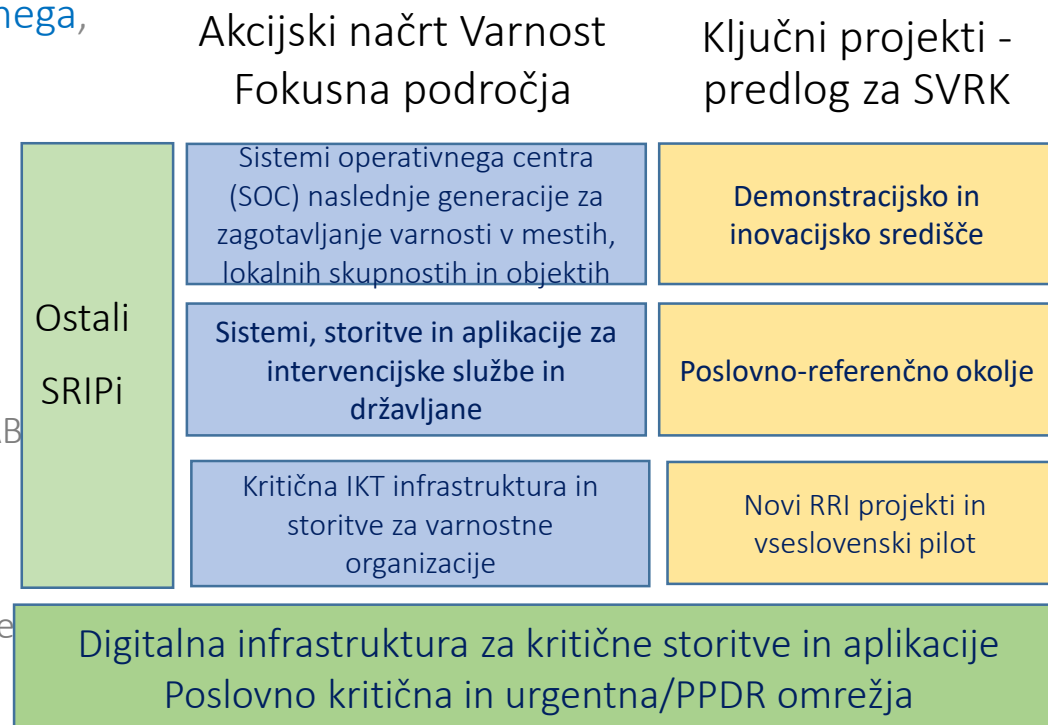 nega,
Akcijski načrt Varnost
Fokusna področja
Ključni projekti -
predlog za SVRK
Ostali
SRIPi
Sistemi operativnega centra
(SOC) naslednje generacije za
zagotavljanje varnosti v mestih,
lokalnih skupnostih in objektih
Demonstracijsko in
inovacijsko središče
Sistemi, storitve in aplikacije za
intervencijske službe in
državljane
Poslovno-referenčno okolje
AB
Kritična IKT infrastruktura in
storitve za varnostne
organizacije
Novi RRI projekti in
vseslovenski pilot
e
Digitalna infrastruktura za kritične storitve in aplikacije
Poslovno kritična in urgentna/PPDR omrežja